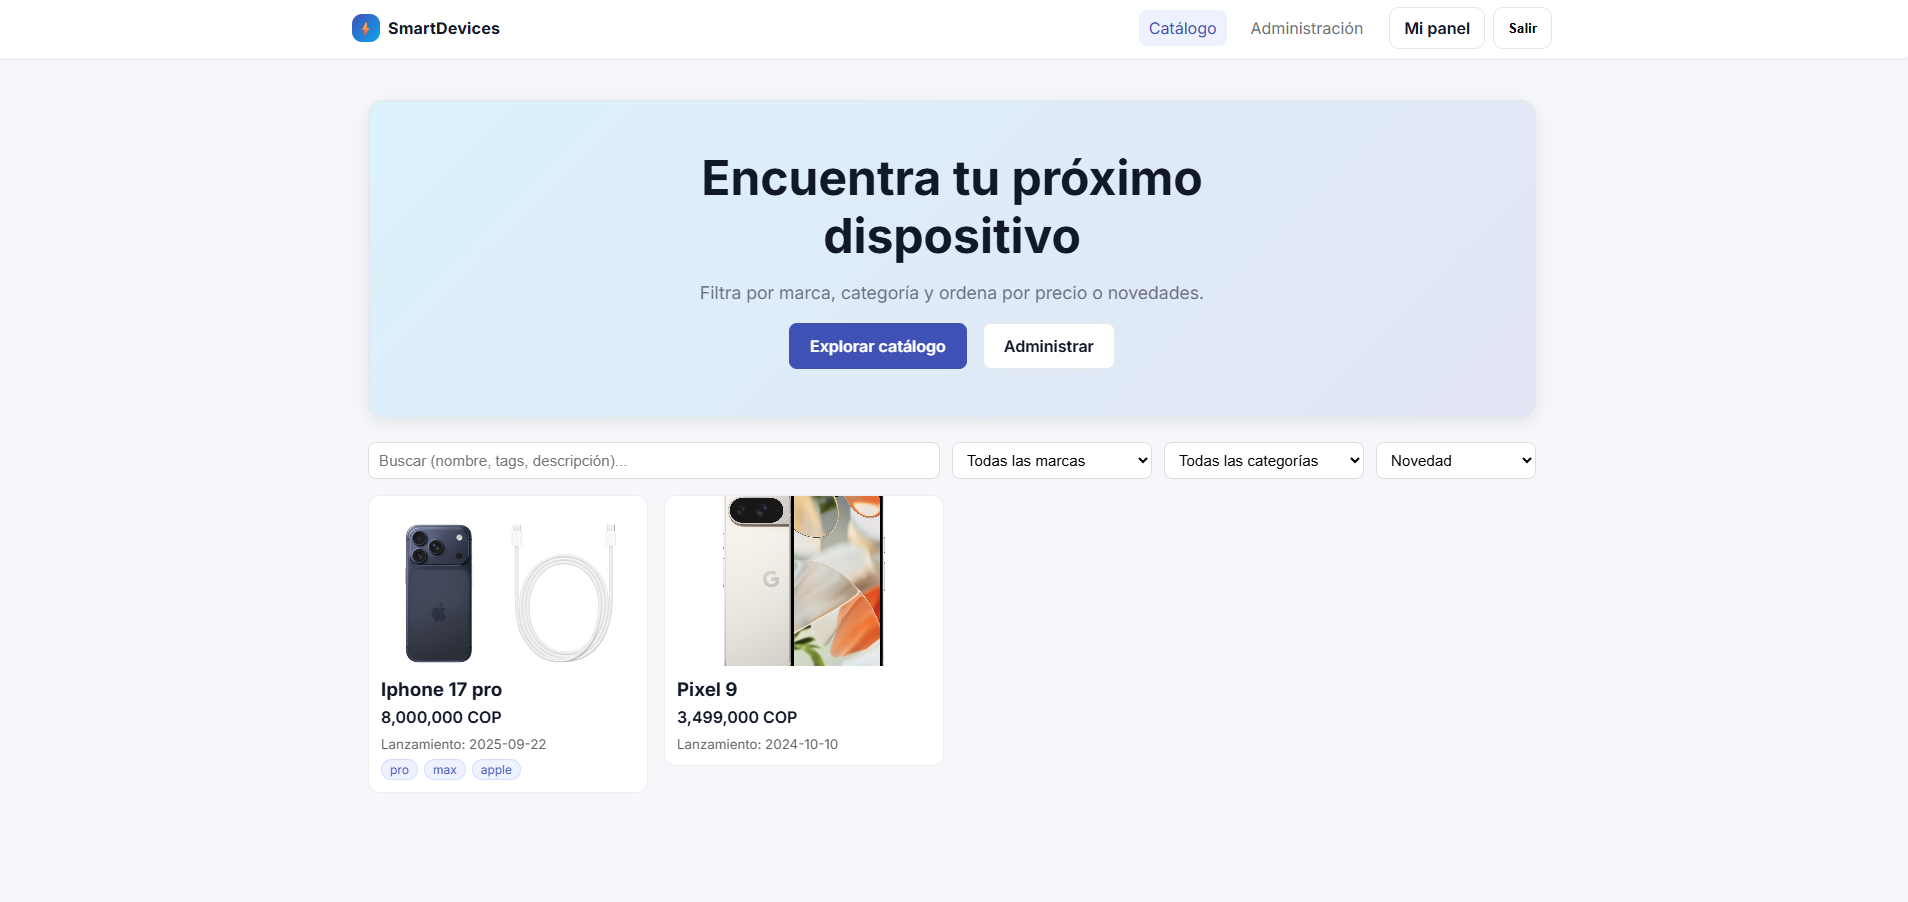 SmartDevices
Catálogo
Administración
Mi panel
Salir
Encuentra tu próximo
dispositivo
Filtra por marca, categoría y ordena por precio o novedades.
Explorar catálogo
Administrar
Buscar (nombre, tags, descripción)...
Todas las marcas
Todas las categorías
Novedad
G
Iphone 17 pro
8,000,000 COP
Lanzamiento: 2025-09-22
pro max apple
Pixel 9
3,499,000 COP
Lanzamiento: 2024-10-10